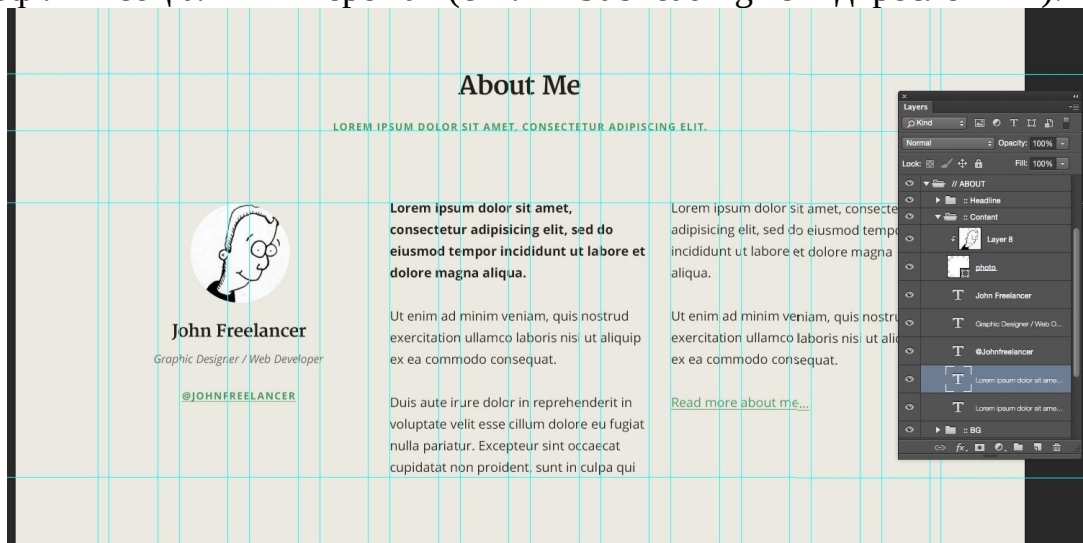 About Me
LOREM IPSUM DOLOR SIT AMET, CONSECTETUR ADIPISCING ELIT.
John Freelancer
Graphic Designer / Web Developer
@JOHNFREELANCER
Lorem ipsum dolor sit amet,
consectetur adipisicing elit, sed do
eiusmod tempor incididunt ut labore et
dolore magna aliqua.
Ut enim ad minim veniam, quis nostrud
exercitation ullamco laboris nisi ut aliquip
ex ea commodo consequat.
Duis aute irure dolor in reprehenderit in
voluptate velit esse cillum dolore eu fugiat
nulla pariatur. Excepteur sint occaecat
cupidatat non proident, sunt in culpa qui
Lorem ipsum dolor sit amet, consecte
adipisicing elit, sed do eiusmod tempo
incididunt ut labore et dolore magna
aliqua.
Ut enim ad minim veniam, quis nostru
exercitation ullamco laboris nisi ut aliq
ex ea commodo consequat.
Read more about me...
Layers
Kind
Normal Opacity: 100%
Lock: Fill: 100%
// ABOUT
:: Headline
:: Content
Layer 8
photo
John Freelancer
Graphic Designer / Web D...
@Johnfreelancer
Lorem ipsum dolor sit ame...
Lorem ipsum dolor sit ame...
:: BG
fx